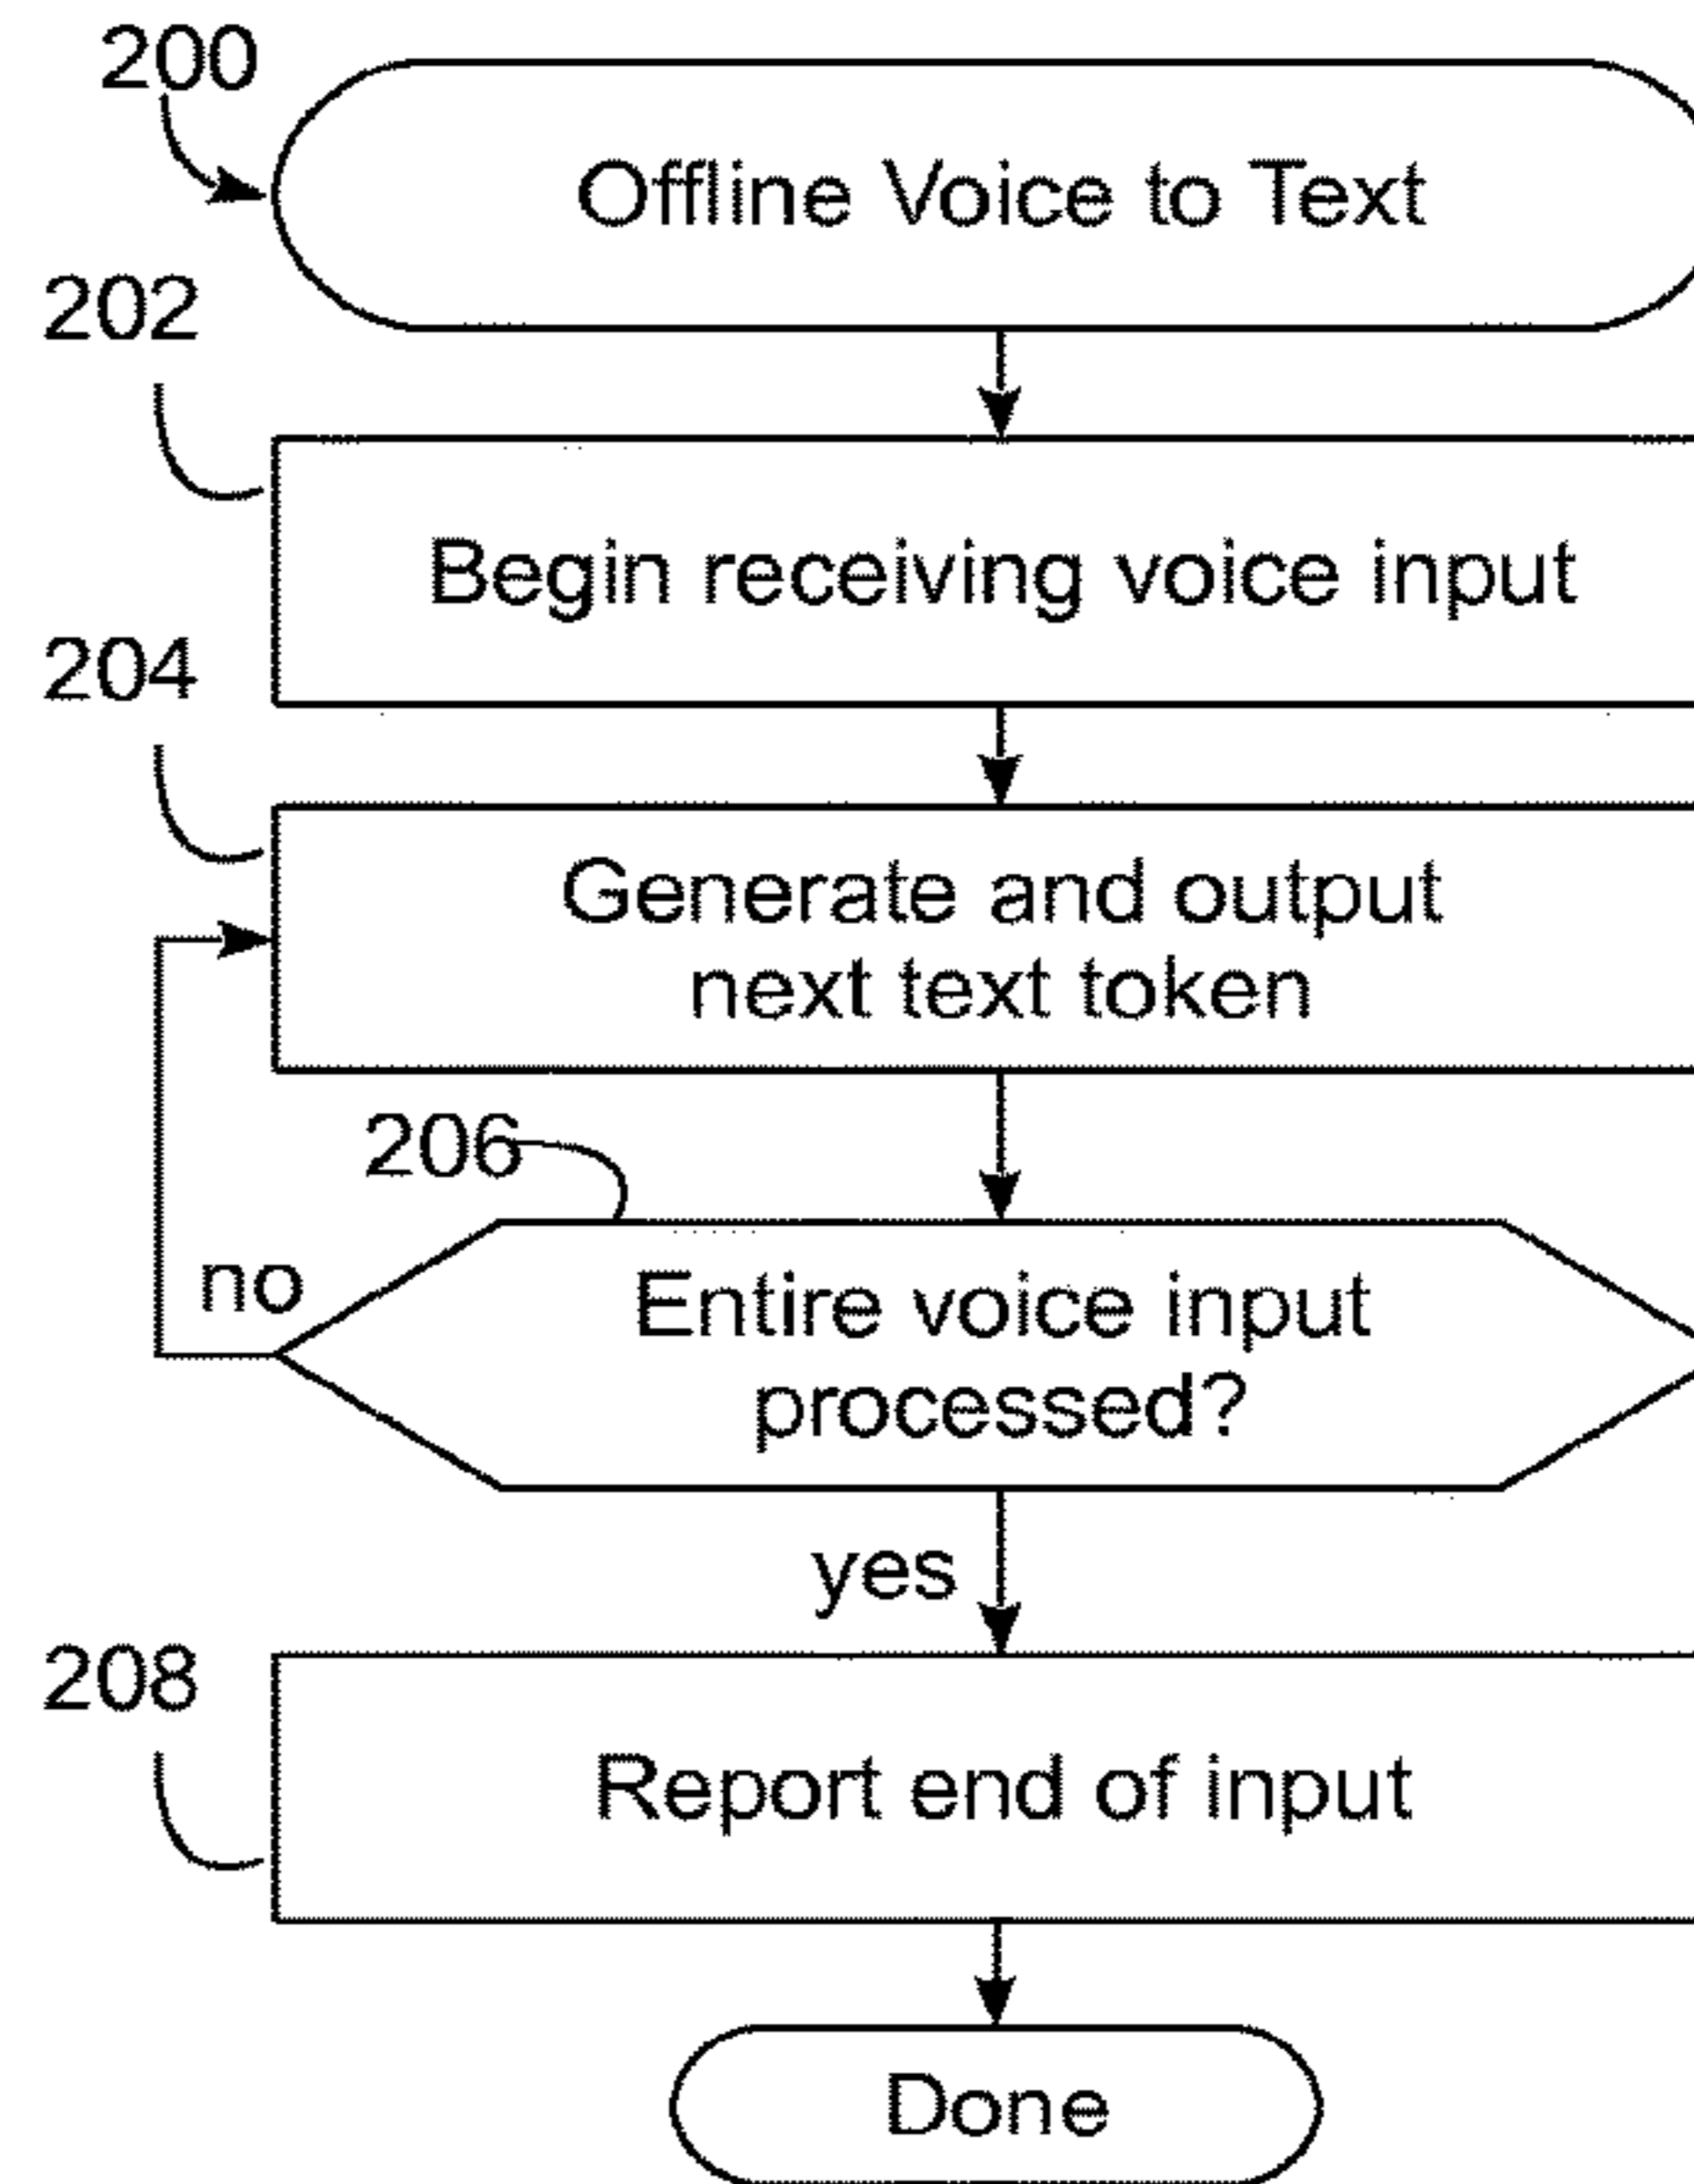 200
Offline Voice to Text
202
Begin receiving voice input
204
Generate and output
next text token
206
no
Entire voice input
processed?
yes
208
Report end of input
Done